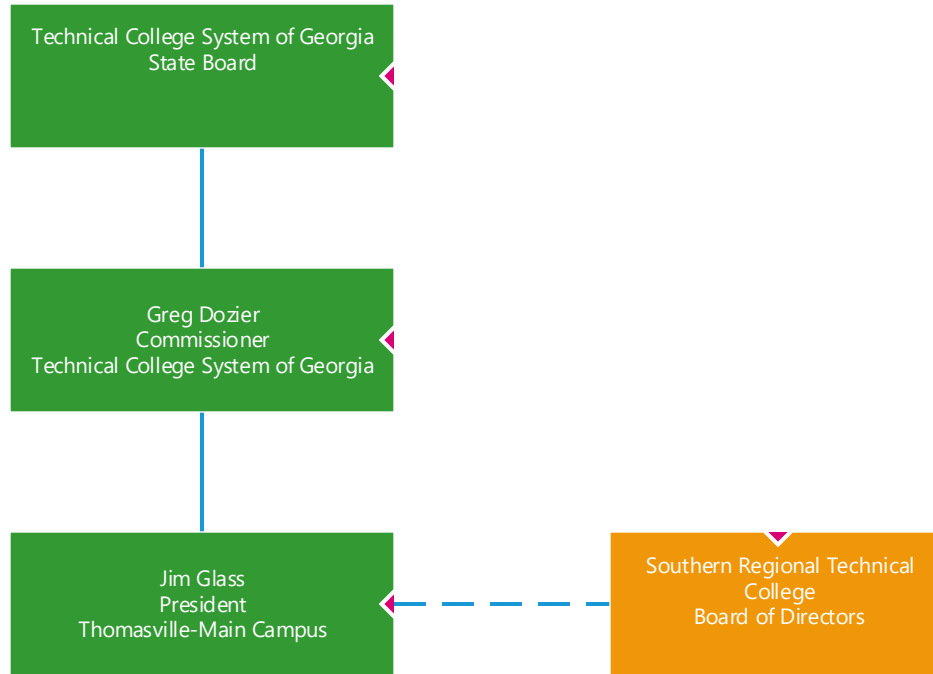 Technical College System of Georgia
State Board
Greg Dozier
Commissioner
Technical College System of Georgia
Jim Glass
President
Thomasville-Main Campus
Southern Regional Technical
College
Board of Directors